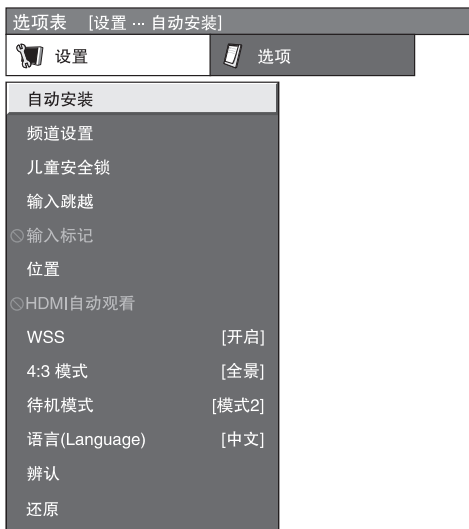 选项表 [设置 ··· 自动安装]
设置 选项
自动安装
频道设置
儿童安全锁
输入跳越
输入标记
位置
HDMI自动观看
WSS [开启]
4:3 模式 [全景]
待机模式 [模式2]
语言(Language) [中文]
辨认
还原